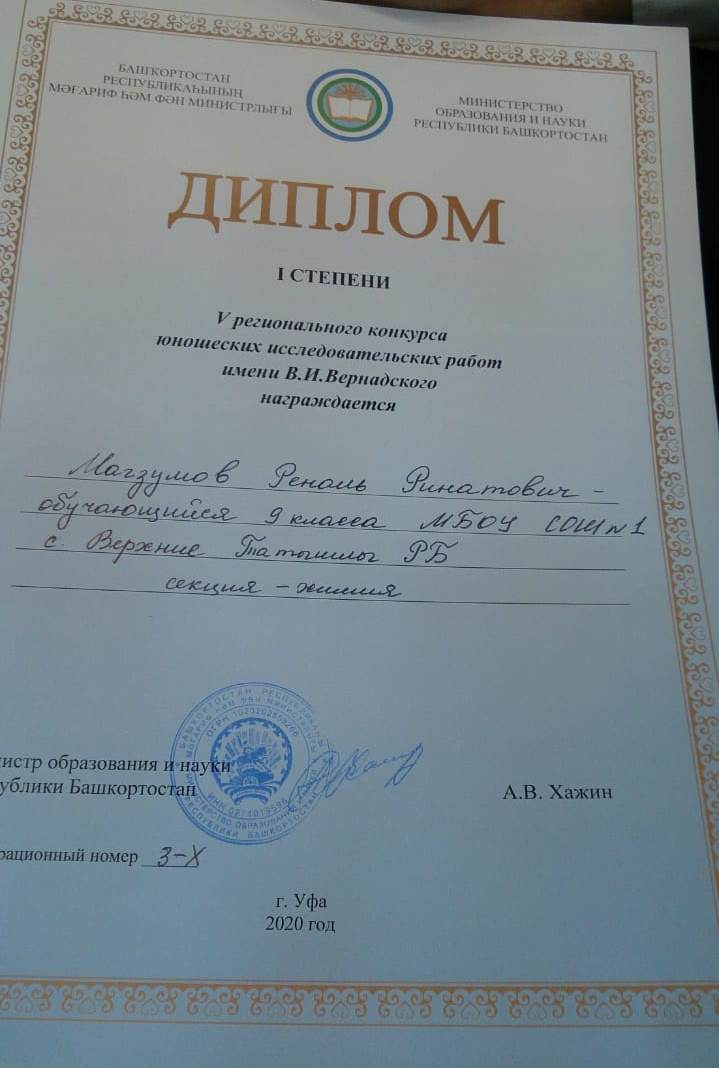 БАШҠОРТОСТАН
РЕСПУБЛИКАҺЫНЫҢ
МӘҒАРИФ ҺӘМ ФӘН МИНИСТРЛЫҒЫ
МИНИСТЕРСТВО
ОБРАЗОВАНИЯ И НАУКИ
РЕСПУБЛИКИ БАШКОРТОСТАН
ДИПЛОМ
I СТЕПЕНИ
V регионального конкурса
юношеских исследовательских работ
имени В.И.Вернадского
награждается
Магзумов Реналь Ринатович -
обучающийся 9 класса МБОУ СОШ №1
с. Верхние Татышлы РБ
секция - химия
нистр образования и науки
публики Башкортостан
А.В. Хажин
рационный номер 3-Х
г. Уфа
2020 год